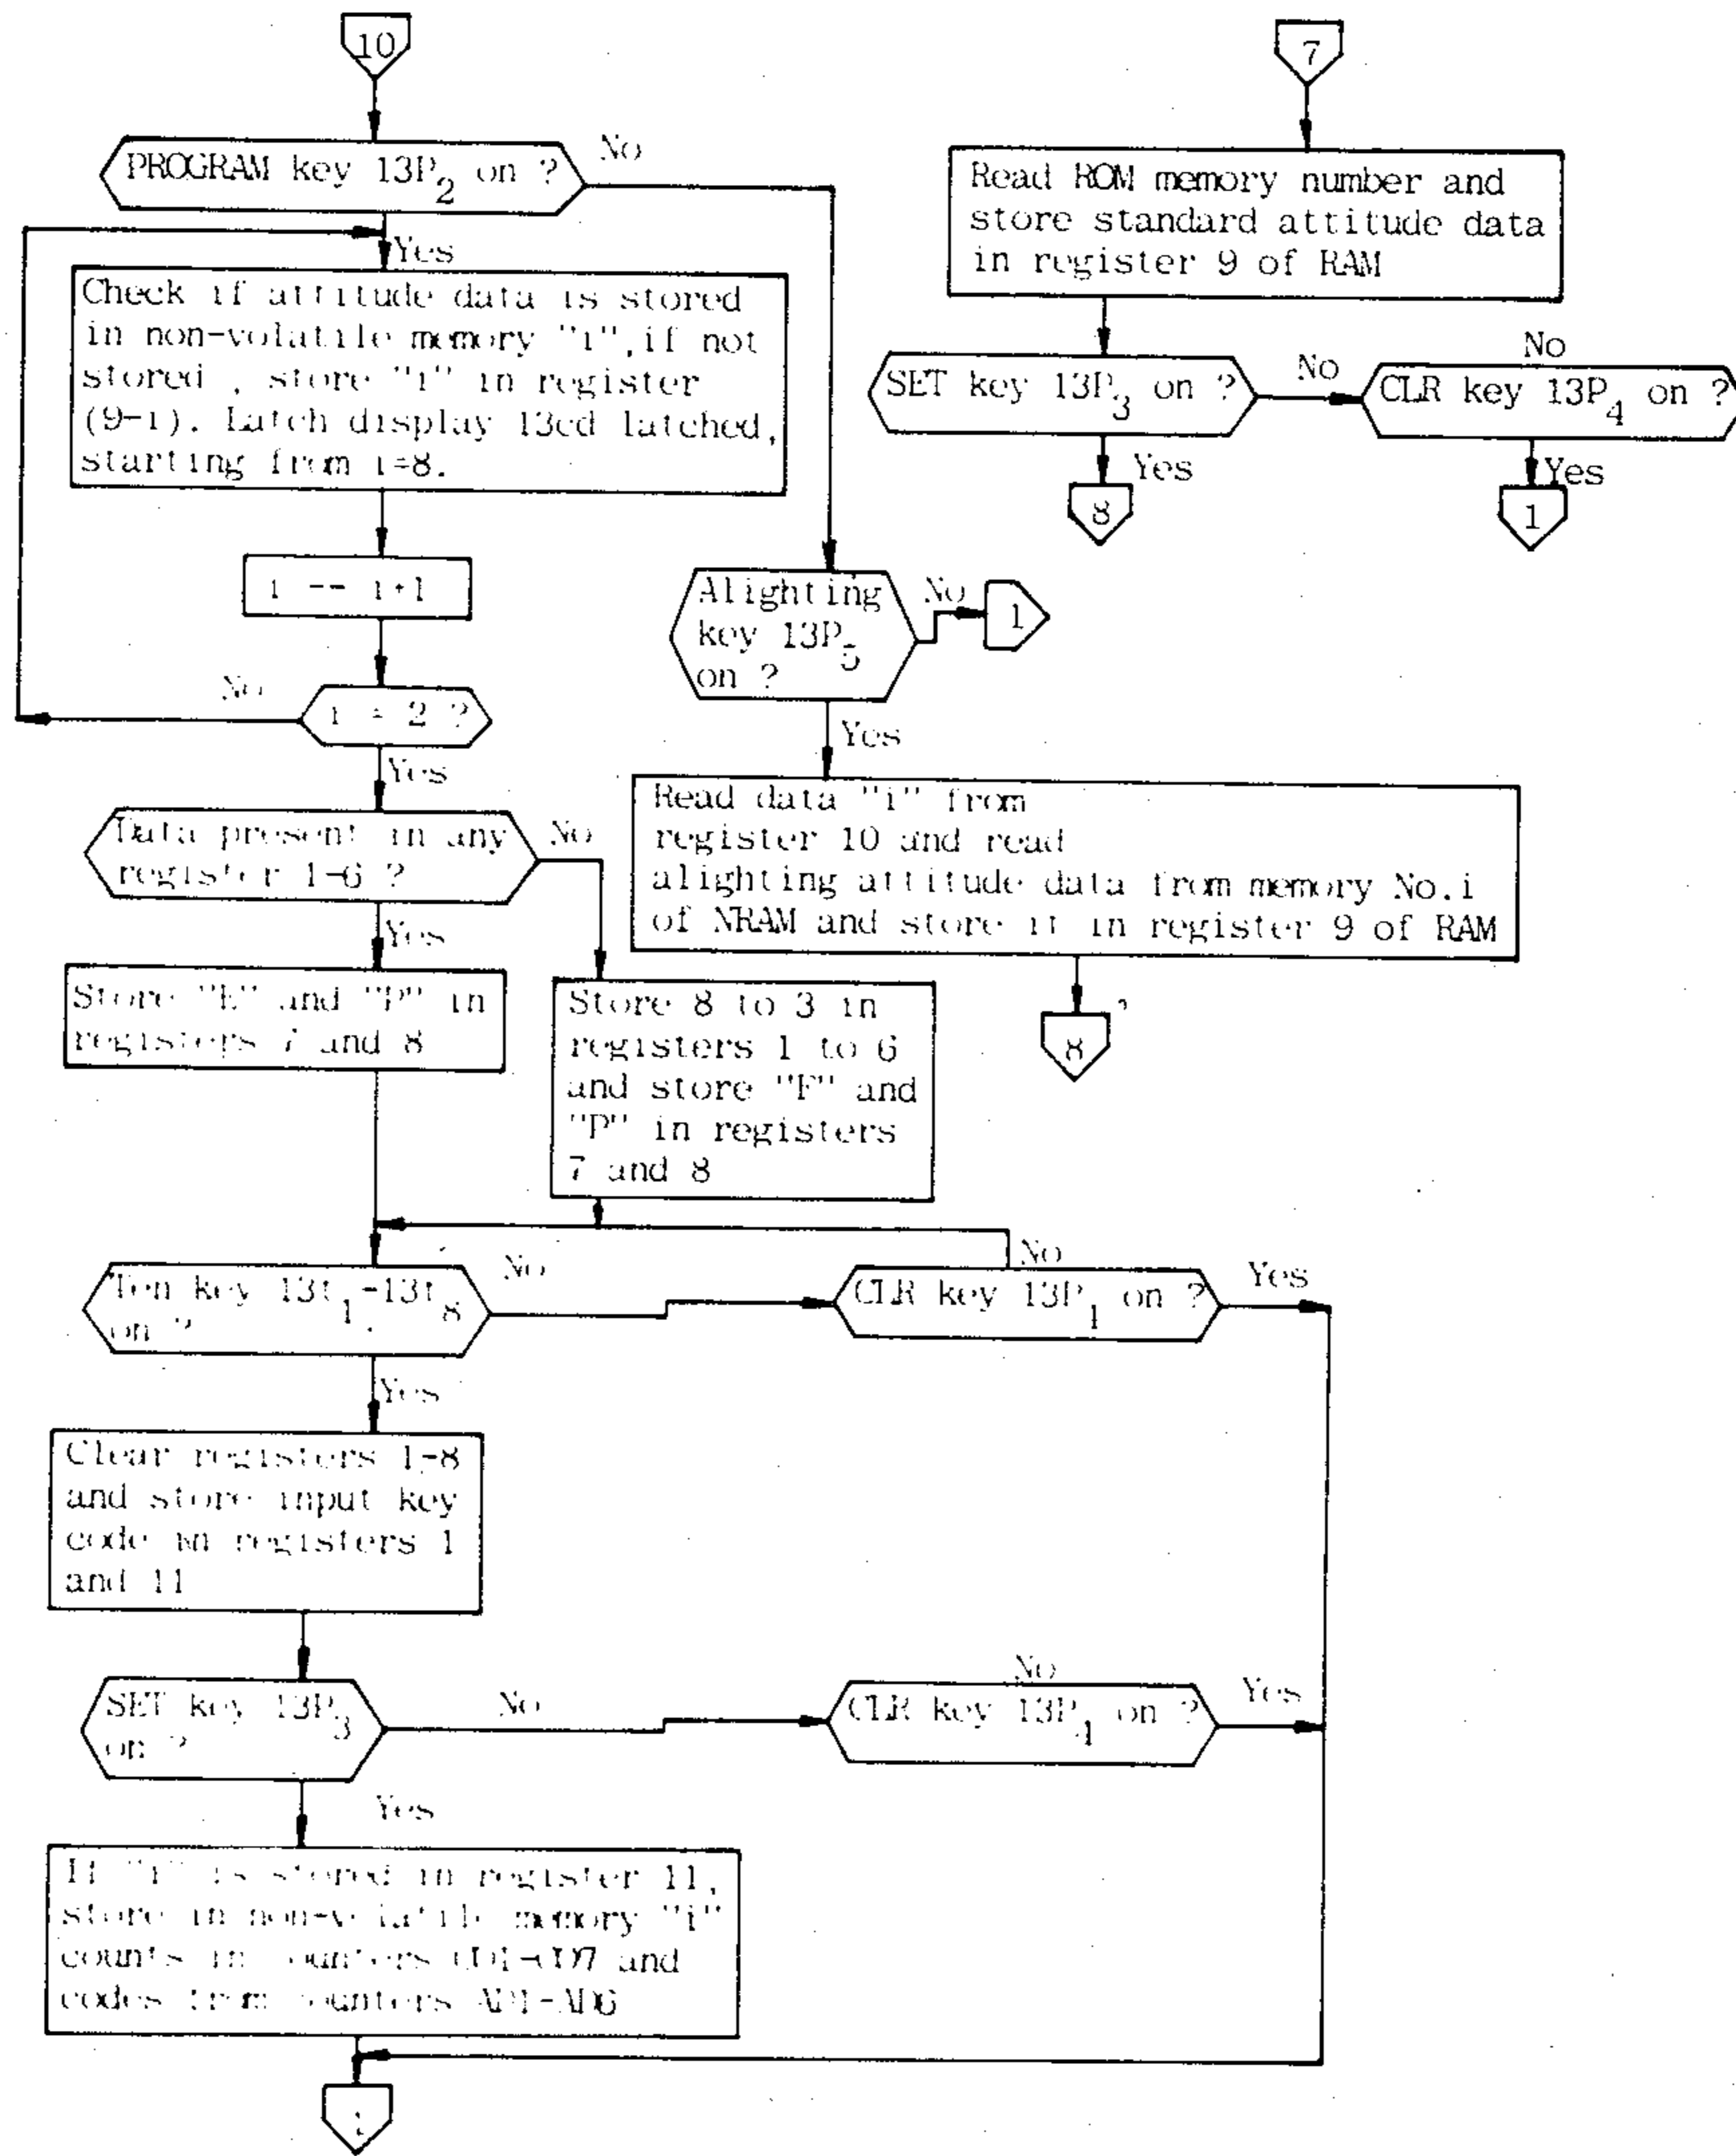 10
PROGRAM key 13P2 on ?
No
Yes
Check if attitude data is stored
in non-volatile memory "i", if not
stored , store "i" in register
(9-i). Latch display 13cd latched,
starting from i=8.
i -- i+1
No
i = 2 ?
Yes
Data present in any
register 1-6 ?
No
Yes
Store "E" and "P" in
registers 7 and 8
Store 8 to 3 in
registers 1 to 6
and store "F" and
"P" in registers
7 and 8
Ten key 13t1-13t8
on ?
No
CLR key 13P4 on ?
No
Yes
Yes
Clear registers 1-8
and store input key
code in registers 1
and 11
SET key 13P3
on ?
No
CLR key 13P4 on ?
No
Yes
Yes
If "i" is stored in register 11,
store in non-volatile memory "i"
counts in counters CD1-CD7 and
codes from counters AD1-AD6
1
Alighting
key 13P5
on ?
No
1
Yes
Read data "i" from
register 10 and read
alighting attitude data from memory No.i
of NRAM and store it in register 9 of RAM
8
7
Read ROM memory number and
store standard attitude data
in register 9 of RAM
SET key 13P3 on ?
No
Yes
8
CLR key 13P4 on ?
No
Yes
1